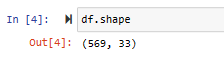 In [4]: df.shape
Out[4]: (569, 33)